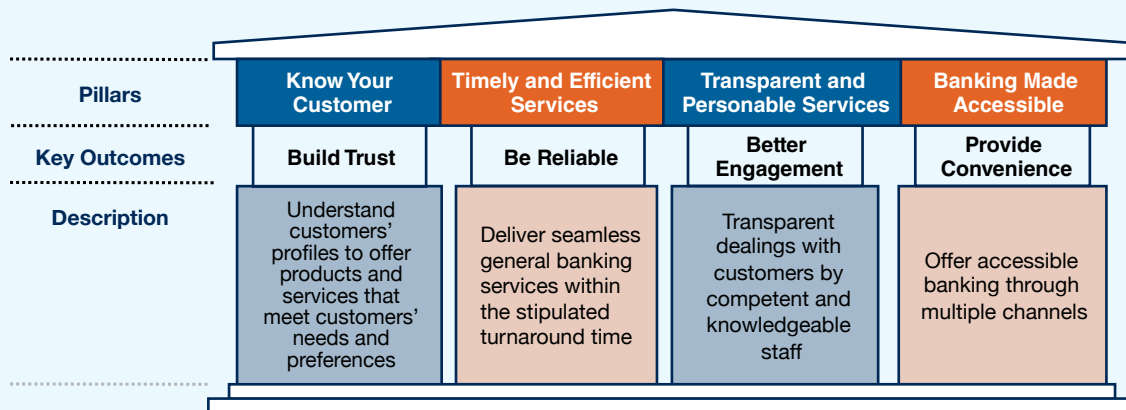 Pillars
Know Your
Customer
Timely and Efficient
Services
Transparent and
Personable Services
Banking Made
Accessible
Key Outcomes
Build Trust
Be Reliable
Better
Engagement
Provide
Convenience
Description
Understand
customers’
profiles to offer
products and
services that
meet customers’
needs and
preferences
Deliver seamless
general banking
services within
the stipulated
turnaround time
Transparent
dealings with
customers by
competent and
knowledgeable
staff
Offer accessible
banking through
multiple channels